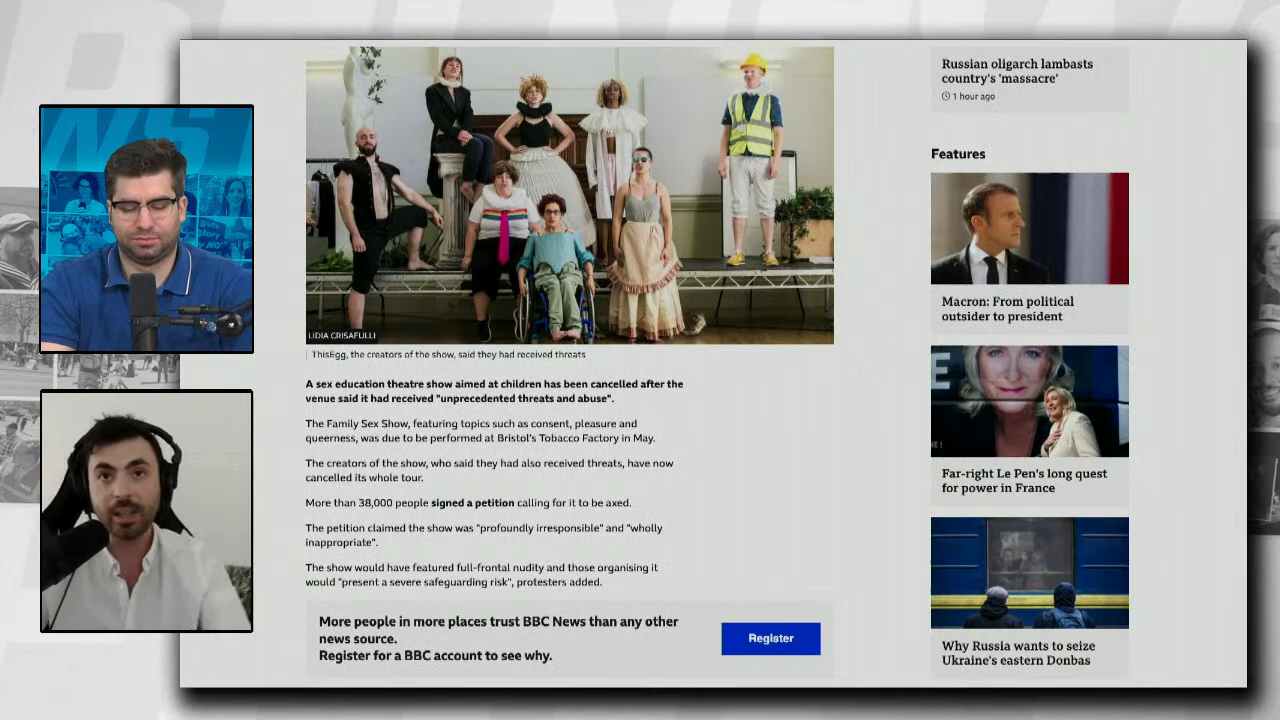 LIDIA CRISAFULLI
ThisEgg, the creators of the show, said they had received threats
A sex education theatre show aimed at children has been cancelled after the
venue said it had received "unprecedented threats and abuse".
The Family Sex Show, featuring topics such as consent, pleasure and
queerness, was due to be performed at Bristol's Tobacco Factory in May.
The creators of the show, who said they had also received threats, have now
cancelled its whole tour.
More than 38,000 people signed a petition calling for it to be axed.
The petition claimed the show was "profoundly irresponsible" and "wholly
inappropriate".
The show would have featured full-frontal nudity and those organising it
would "present a severe safeguarding risk", protesters added.
More people in more places trust BBC News than any other
news source.
Register for a BBC account to see why.
Register
Russian oligarch lambasts
country's 'massacre'
1 hour ago
Features
Macron: From political
outsider to president
Far-right Le Pen's long quest
for power in France
Why Russia wants to seize
Ukraine's eastern Donbas